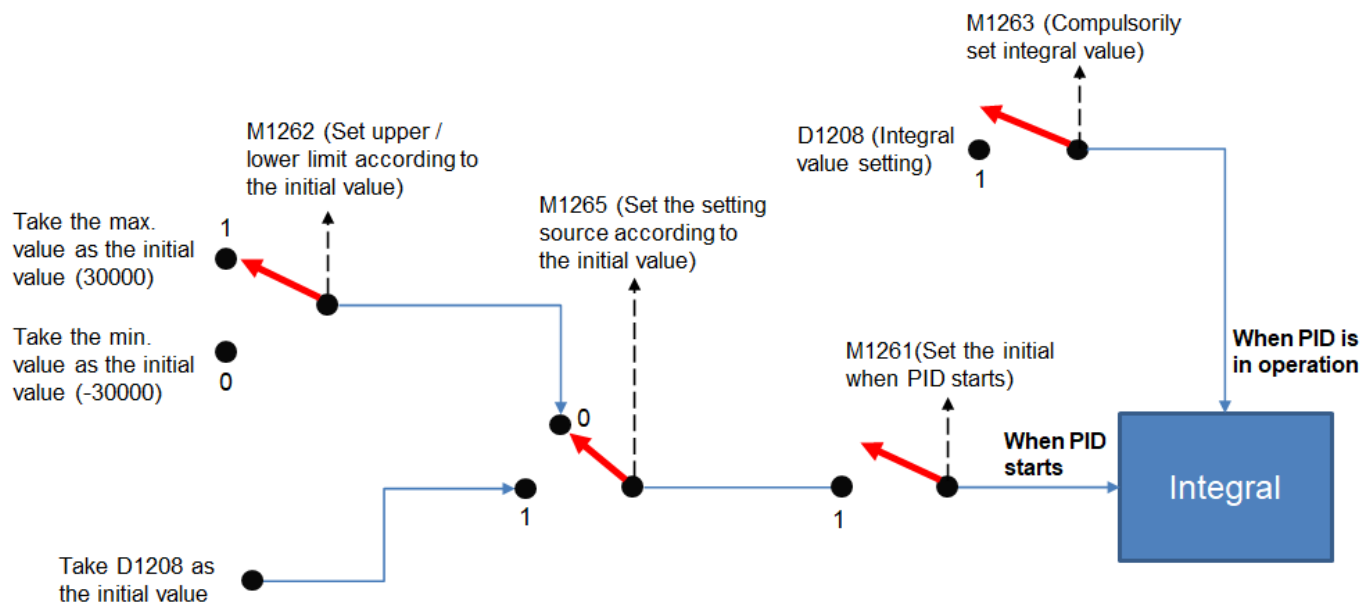 M1263 (Compulsorily
set integral value)
M1262 (Set upper /
lower limit according to
the initial value)
D1208 (Integral
value setting)
1
M1265 (Set the setting
source according to
the initial value)
Take the max.
value as the initial
value (30000)
1
Take the min.
value as the initial
value (-30000)
0
When PID is
in operation
M1261(Set the initial
when PID starts)
0
When PID
starts
Integral
1
1
Take D1208 as
the initial value